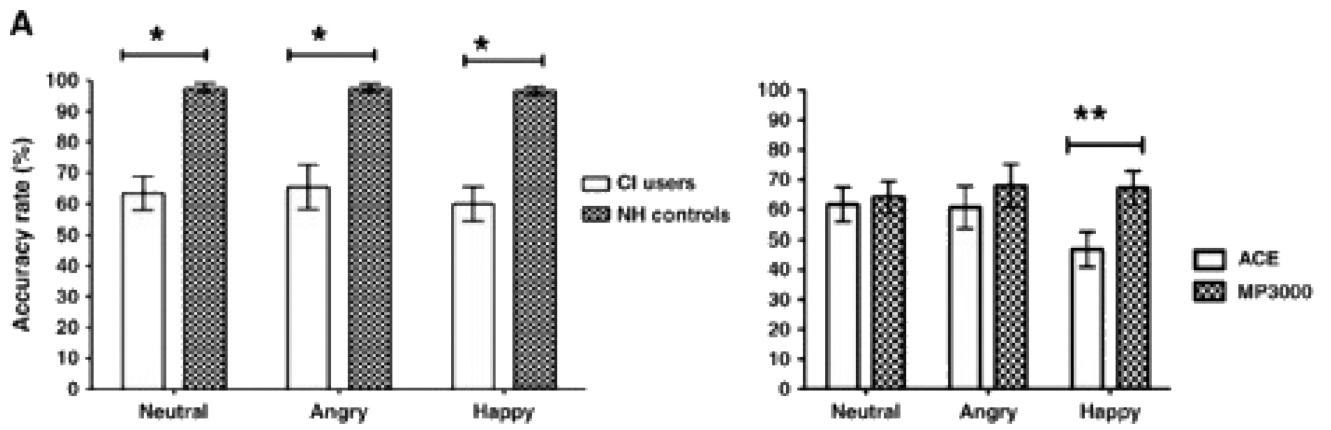 A
* * *
Accuracy rate (%)
100
90
80
70
60
50
40
30
20
10
0
Neutral Angry Happy
CI users
NH controls
**
100
90
80
70
60
50
40
30
20
10
0
Neutral Angry Happy
ACE
MP3000